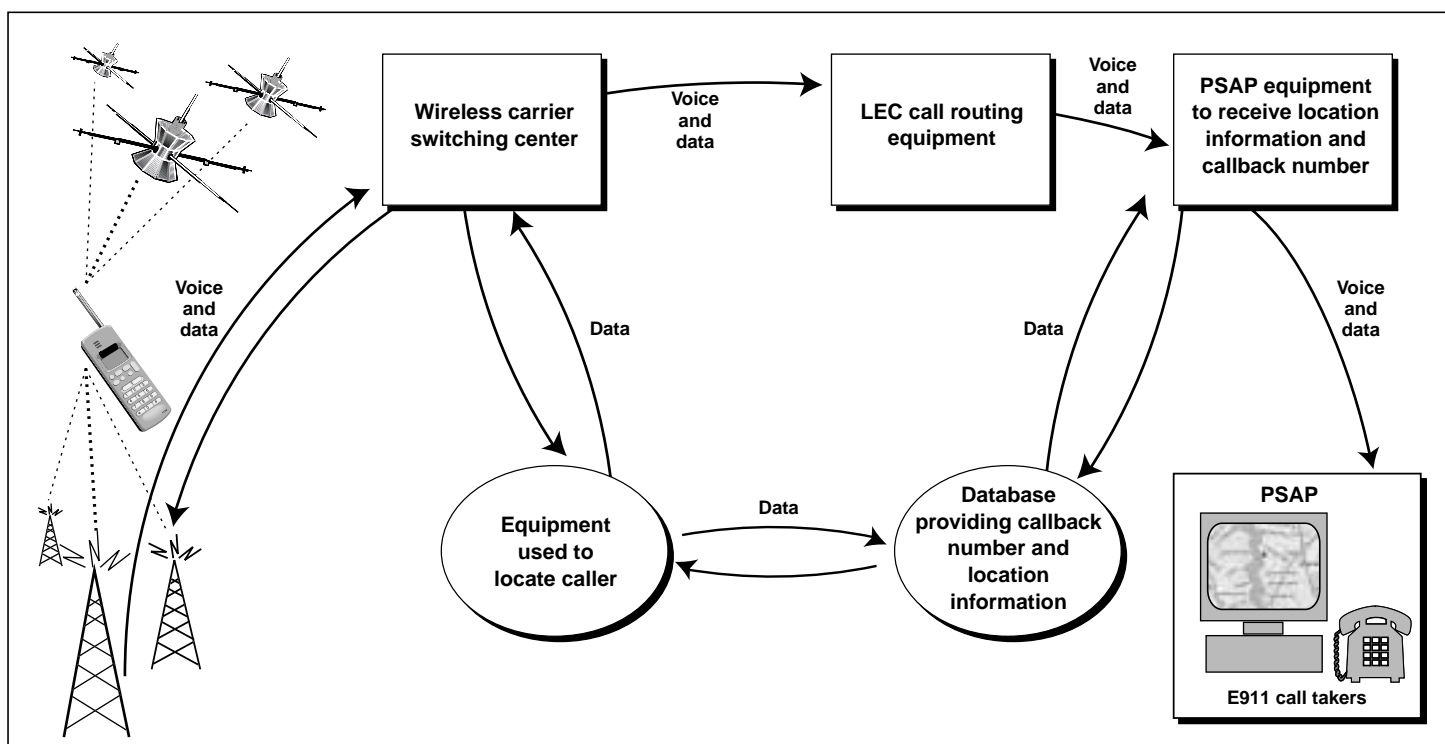 Wireless carrier
switching center
Voice
and
data
LEC call routing
equipment
Voice
and
data
PSAP equipment
to receive location
information and
callback number
Voice
and
data
Data
Data
Voice
and
data
Equipment
used to
locate caller
Data
Database
providing callback
number and
location
information
PSAP
E911 call takers